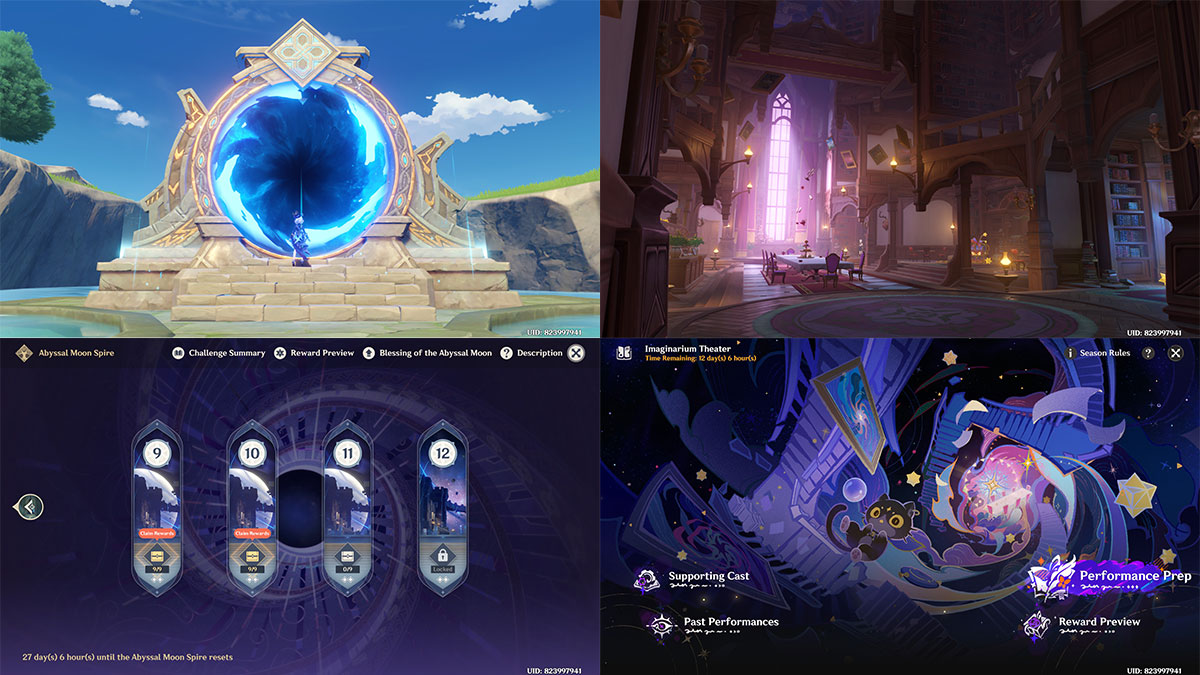 UID: 823997941
UID: 823997941
Abyssal Moon Spire
Challenge Summary
Reward Preview
Blessing of the Abyssal Moon
? Description
9
10
11
12
Claim Rewards
Claim Rewards
9/9
9/9
0/9
Locked
27 day(s) 6 hour(s) until the Abyssal Moon Spire resets
UID: 823997941
Imaginarium Theater
Time Remaining: 12 day(s) 6 hour(s)
i Season Rules
?
Supporting Cast
Performance Prep
Past Performances
Reward Preview
UID: 823997941